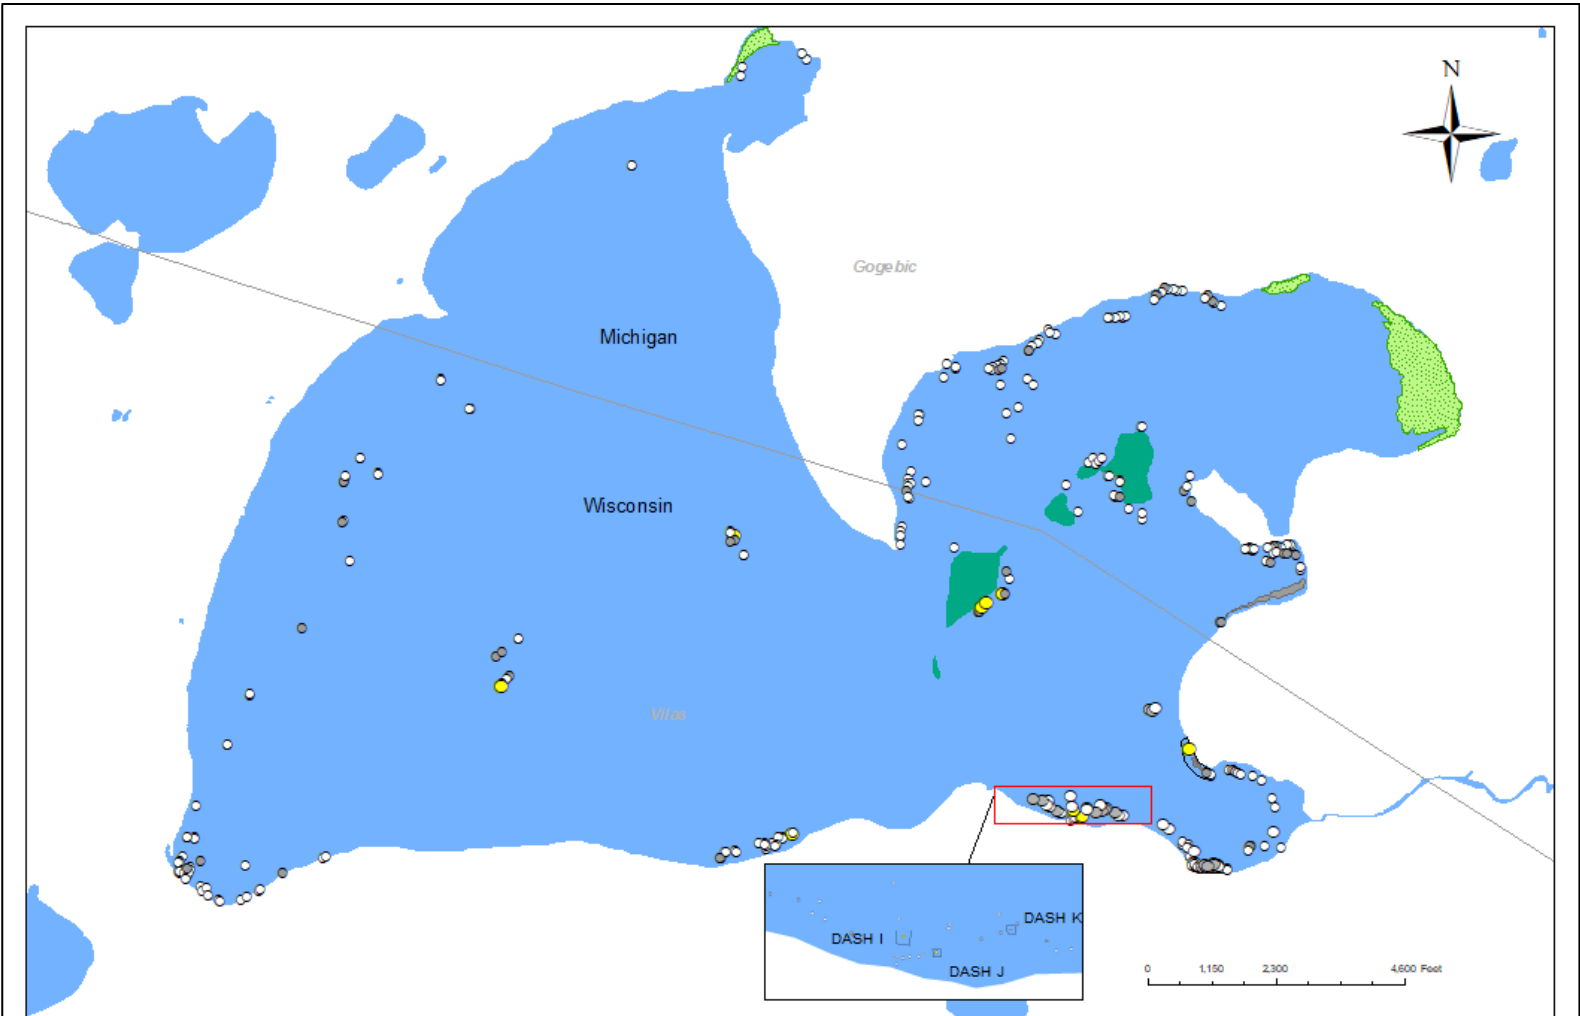 N
Gogebic
Michigan
Wisconsin
Vilas
DASH K
DASH I
DASH J
0 1,150 2,300 4,600 Feet